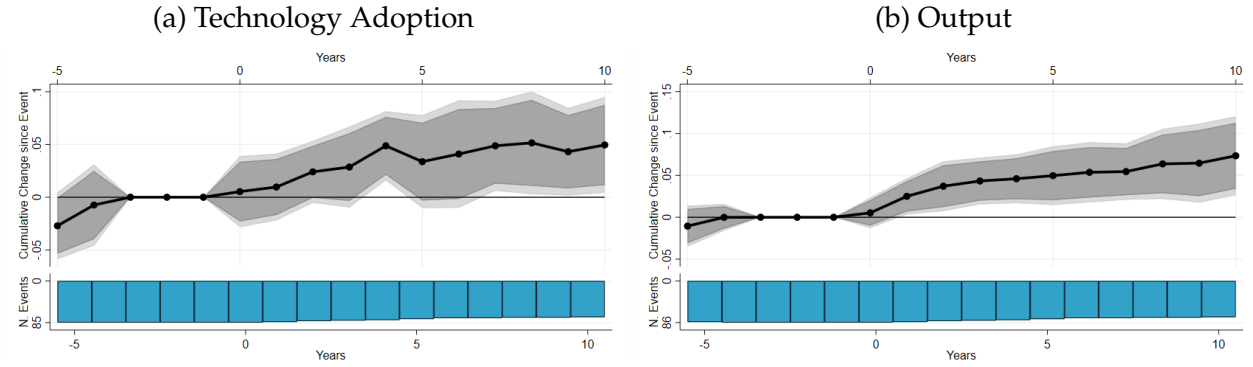 (a) Technology Adoption
Years
-5 0 5 10
Cumulative Change since Event
.1
.05
0
-.05
N. Events
0
85
-5 0 5 10
Years
(b) Output
Years
-5 0 5 10
Cumulative Change since Event
.15
.1
.05
0
-.05
N. Events
0
86
-5 0 5 10
Years